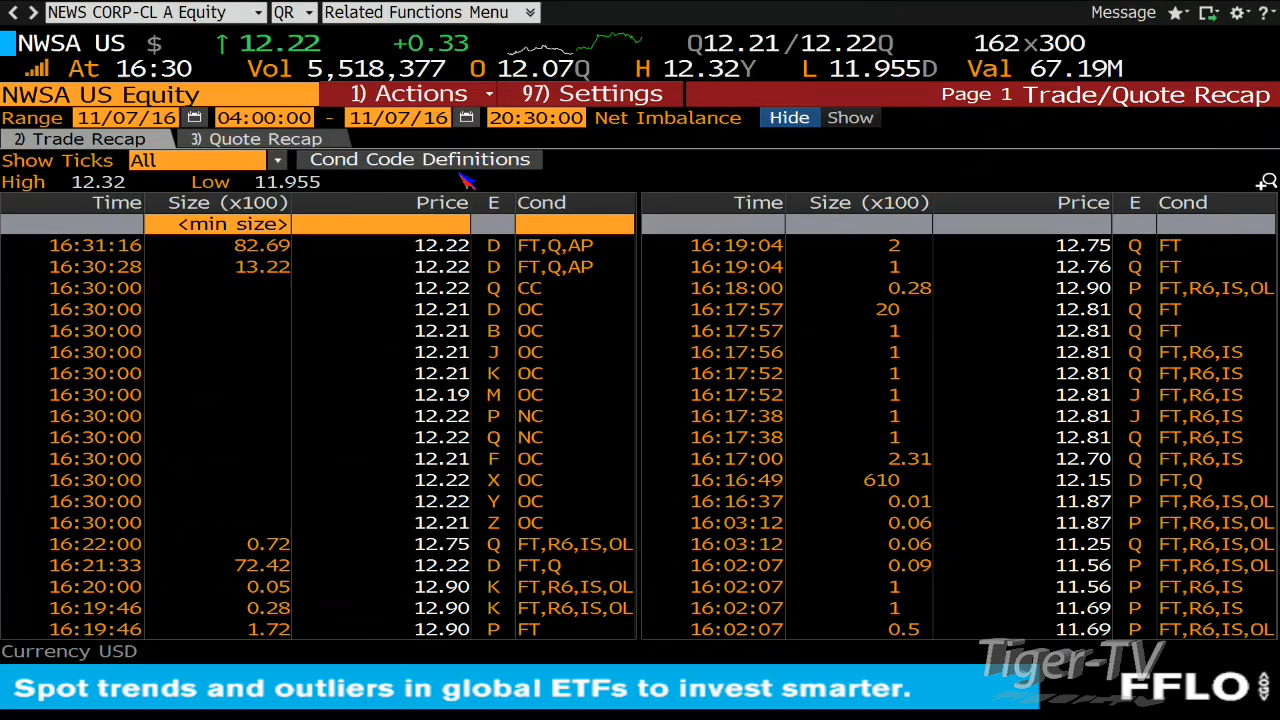 NEWS CORP-CL A Equity QR Related Functions Menu Message ?
NWSA US $ ↑ 12.22 +0.33 Q12.21/12.22Q 162x300
At 16:30 Vol 5,518,377 O 12.07Q H 12.32Y L 11.955D Val 67.19M
NWSA US Equity 1) Actions 97) Settings Page 1 Trade/Quote Recap
Range 11/07/16 04:00:00 - 11/07/16 20:30:00 Net Imbalance Hide Show
2) Trade Recap 3) Quote Recap
Show Ticks All Cond Code Definitions
High 12.32 Low 11.955
Time Size (x100) Price E Cond Time Size (x100) Price E Cond
<min size>
16:31:16 82.69 12.22 D FT,Q,AP 16:19:04 2 12.75 Q FT
16:30:28 13.22 12.22 D FT,Q,AP 16:19:04 1 12.76 Q FT
16:30:00 12.22 Q CC 16:18:00 0.28 12.90 P FT,R6,IS,OL
16:30:00 12.21 D OC 16:17:57 20 12.81 Q FT
16:30:00 12.21 B OC 16:17:57 1 12.81 Q FT
16:30:00 12.21 J OC 16:17:56 1 12.81 Q FT,R6,IS
16:30:00 12.21 K OC 16:17:52 1 12.81 Q FT,R6,IS
16:30:00 12.19 M OC 16:17:52 1 12.81 J FT,R6,IS
16:30:00 12.22 P NC 16:17:38 1 12.81 J FT,R6,IS
16:30:00 12.22 Q NC 16:17:38 1 12.81 Q FT,R6,IS
16:30:00 12.21 F OC 16:17:00 2.31 12.70 Q FT,R6,IS
16:30:00 12.22 X OC 16:16:49 610 12.15 D FT,Q
16:30:00 12.22 Y OC 16:16:37 0.01 11.87 P FT,R6,IS,OL
16:30:00 12.21 Z OC 16:03:12 0.06 11.87 P FT,R6,IS,OL
16:22:00 0.72 12.75 Q FT,R6,IS,OL 16:03:12 0.06 11.25 Q FT,R6,IS,OL
16:21:33 72.42 12.22 D FT,Q 16:02:07 0.09 11.56 P FT,R6,IS,OL
16:20:00 0.05 12.90 K FT,R6,IS,OL 16:02:07 1 11.56 P FT,R6,IS
16:19:46 0.28 12.90 K FT,R6,IS,OL 16:02:07 1 11.69 P FT,R6,IS
16:19:46 1.72 12.90 P FT 16:02:07 0.5 11.69 P FT,R6,IS,OL
Currency USD
Tiger-TV
Spot trends and outliers in global ETFs to invest smarter. FFLO